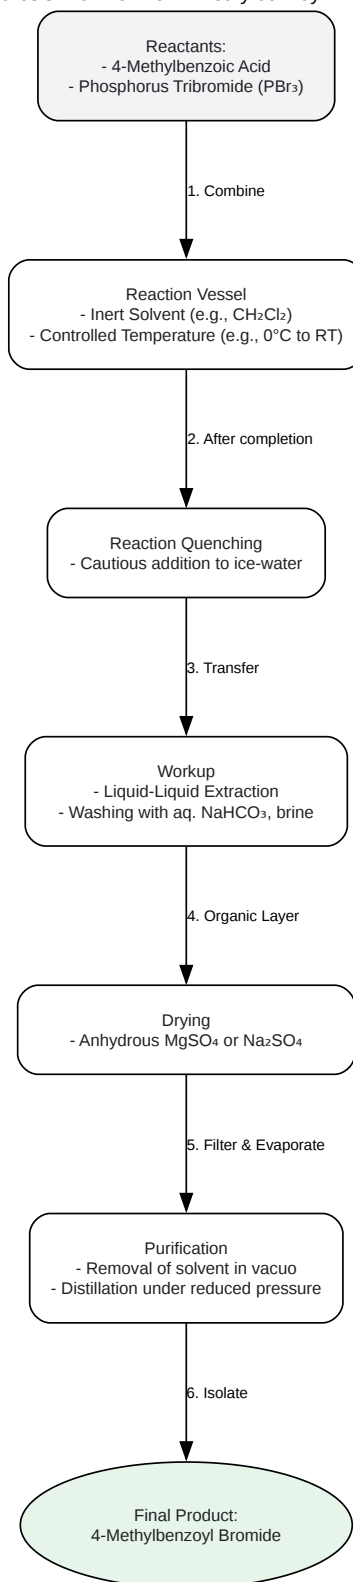 Reactants:
- 4-Methylbenzoic Acid
- Phosphorus Tribromide (PBr₃)
1. Combine
Reaction Vessel
- Inert Solvent (e.g., CH₂Cl₂)
- Controlled Temperature (e.g., 0°C to RT)
2. After completion
Reaction Quenching
- Cautious addition to ice-water
3. Transfer
Workup
- Liquid-Liquid Extraction
- Washing with aq. NaHCO₃, brine
4. Organic Layer
Drying
- Anhydrous MgSO₄ or Na₂SO₄
5. Filter & Evaporate
Purification
- Removal of solvent in vacuo
- Distillation under reduced pressure
6. Isolate
Final Product:
4-Methylbenzoyl Bromide